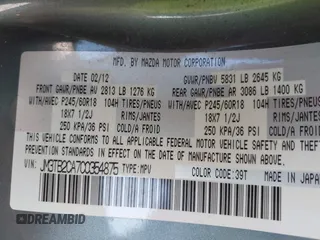 MFD. BY MAZDA MOTOR CORPORATION
DATE 02/12 GVWR/PNBV 5831 LB 2645 KG
FRONT GAWR/PNBE AV 2813 LB 1276 KG REAR GAWR/PNBE AR 3086 LB 1400 KG
WITH/AVEC P245/60R18 104H TIRES/PNEUS WITH/AVEC P245/60R18 104H TIRES/PNEUS
18X7 1/2J RIMS/JANTES 18X7 1/2J RIMS/JANTES
250 KPA/36 PSI COLD/A FROID 250 KPA/36 PSI COLD/A FROID
THIS VEHICLE CONFORMS TO ALL APPLICABLE FEDERAL MOTOR VEHICLE SAFETY, BUMPER, AND THEFT
PREVENTION STANDARDS IN EFFECT ON THE DATE OF MANUFACTURE SHOWN ABOVE.
JM3TB2CA7C0354875 TYPE:MPV COLOR: 39T MADE IN JAPAN